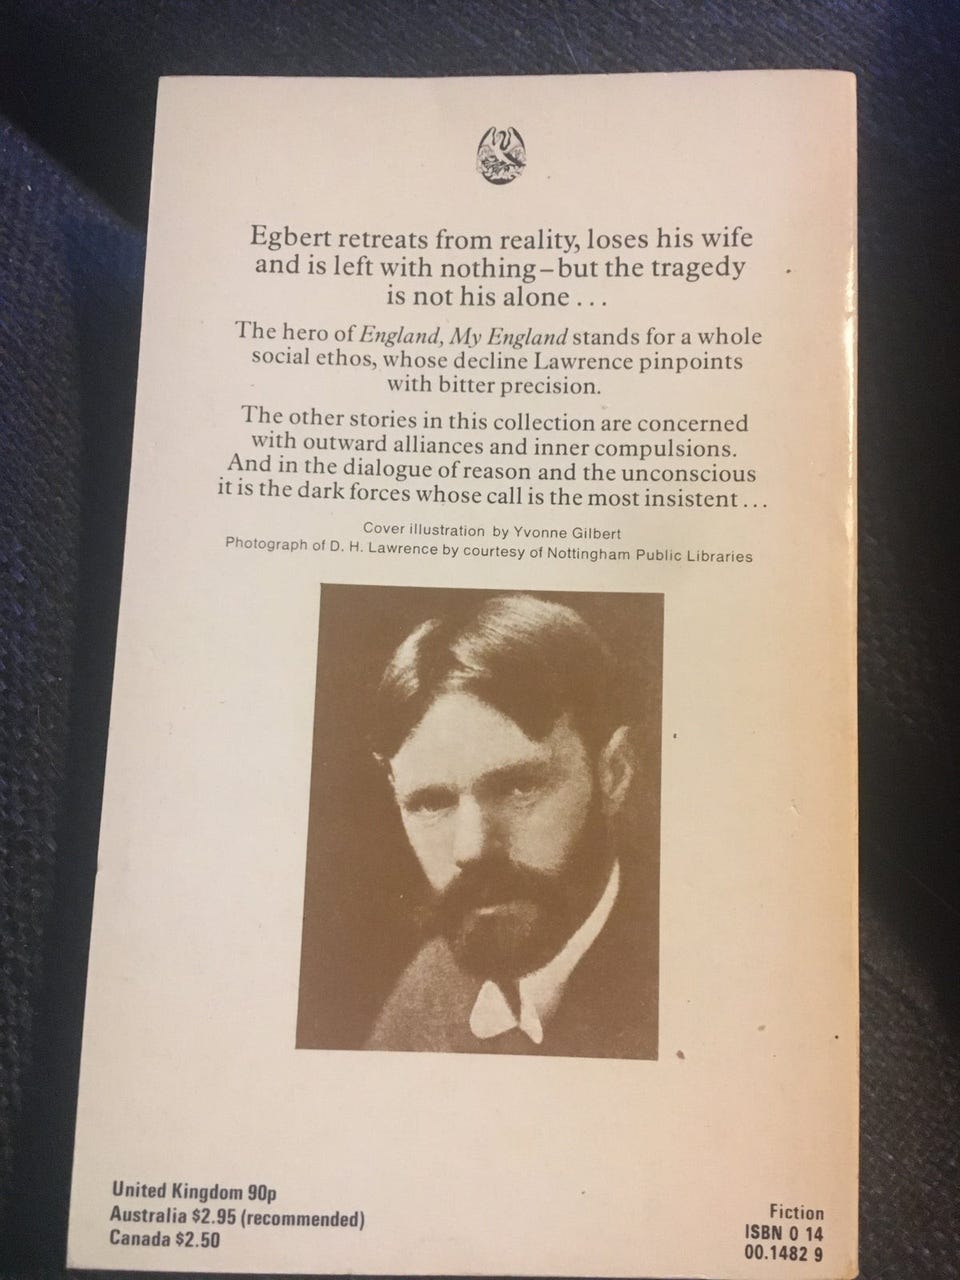 Egbert retreats from reality, loses his wife
and is left with nothing – but the tragedy
is not his alone . . .
The hero of England, My England stands for a whole
social ethos, whose decline Lawrence pinpoints
with bitter precision.
The other stories in this collection are concerned
with outward alliances and inner compulsions.
And in the dialogue of reason and the unconscious
it is the dark forces whose call is the most insistent . . .
Cover illustration by Yvonne Gilbert
Photograph of D. H. Lawrence by courtesy of Nottingham Public Libraries
United Kingdom 90p
Australia $2.95 (recommended)
Canada $2.50
Fiction
ISBN 0 14
00.1482 9